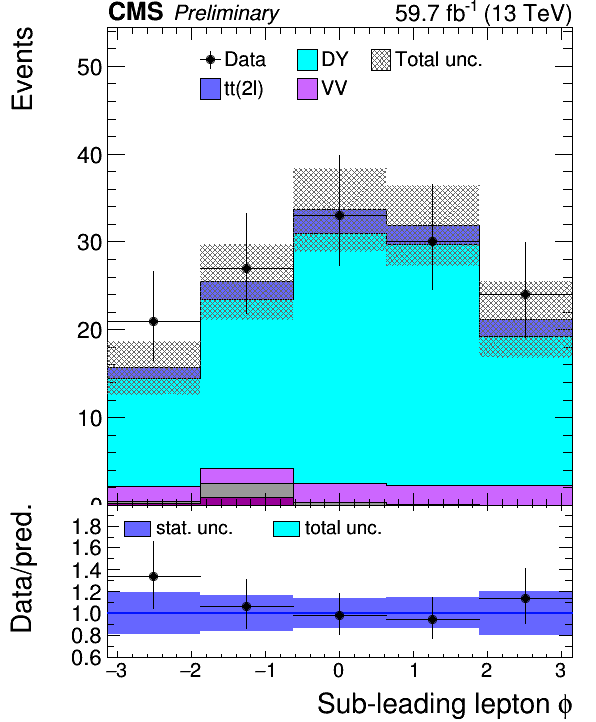 CMS Preliminary 59.7 fb⁻¹ (13 TeV)
Events
50
40
30
20
10
0
Data DY Total unc.
tt(2l) VV
Data/pred.
1.8
1.6
1.4
1.2
1.0
0.8
0.6
stat. unc. total unc.
−3 −2 −1 0 1 2 3
Sub-leading lepton ϕ